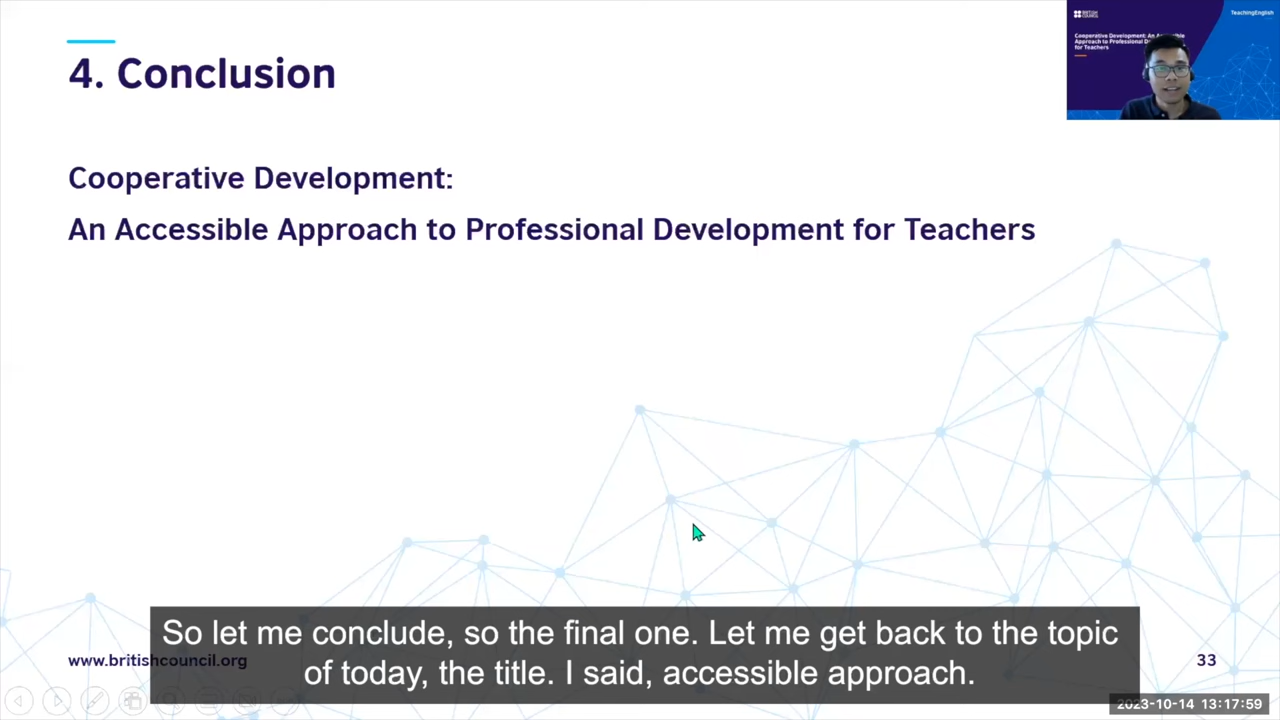 4. Conclusion
BRITISH
COUNCIL
TeachingEnglish
Cooperative Development: An Accessible
Approach to Professional D
for Teachers
Cooperative Development:
An Accessible Approach to Professional Development for Teachers
So let me conclude, so the final one. Let me get back to the topic
of today, the title. I said, accessible approach.
www.britishcouncil.org
33
2023-10-14 13:17:59